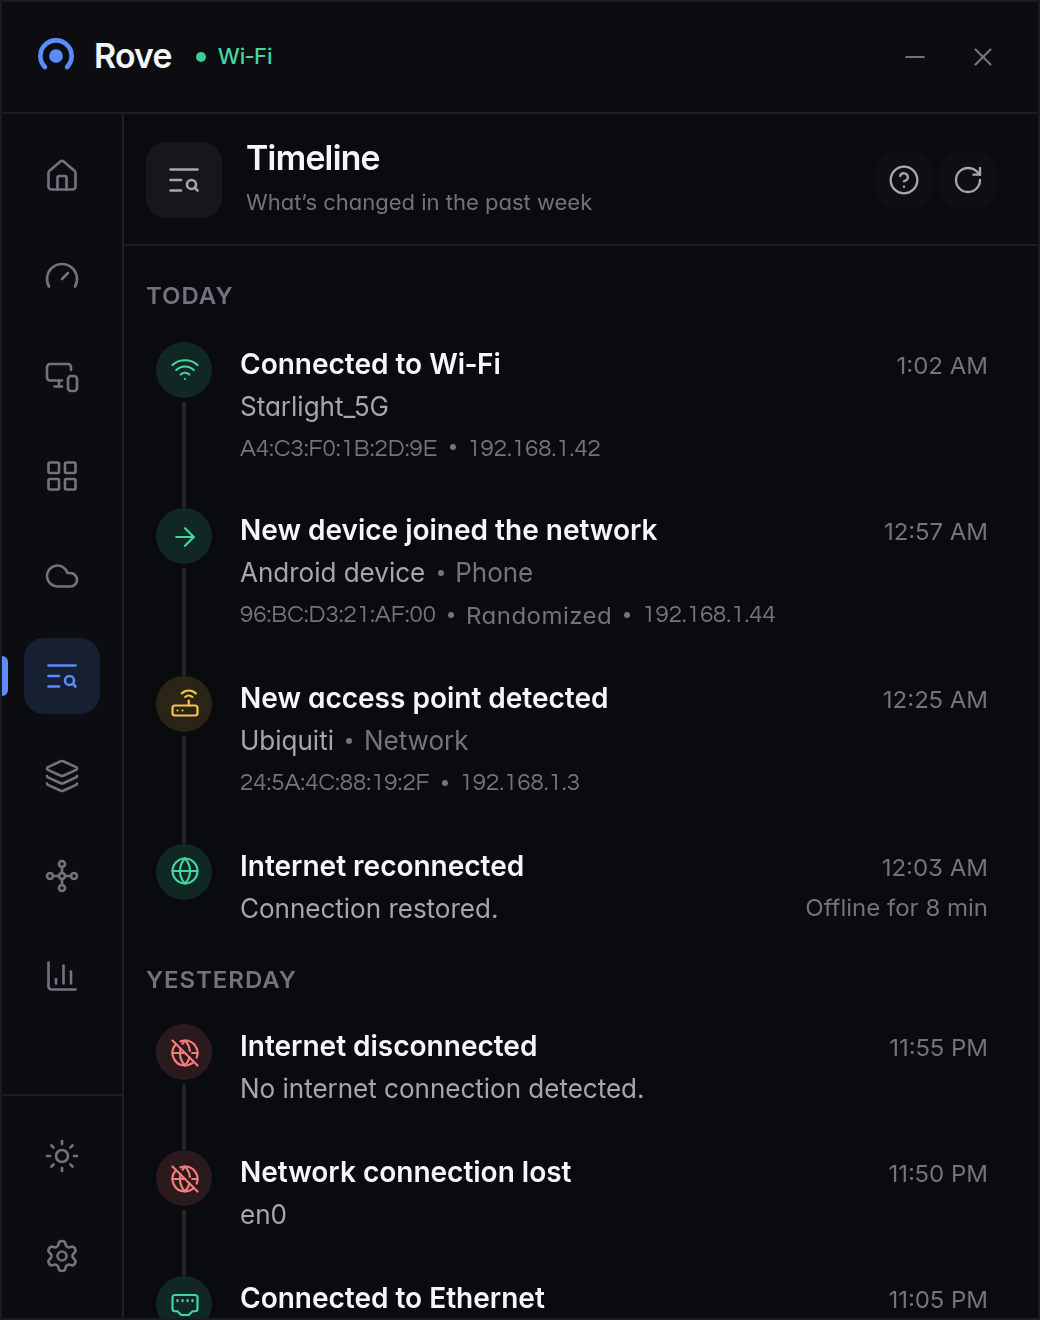 Rove • Wi-Fi
Timeline
What's changed in the past week
TODAY
Connected to Wi-Fi 1:02 AM
Starlight_5G
A4:C3:F0:1B:2D:9E • 192.168.1.42
New device joined the network 12:57 AM
Android device • Phone
96:BC:D3:21:AF:00 • Randomized • 192.168.1.44
New access point detected 12:25 AM
Ubiquiti • Network
24:5A:4C:88:19:2F • 192.168.1.3
Internet reconnected 12:03 AM
Connection restored. Offline for 8 min
YESTERDAY
Internet disconnected 11:55 PM
No internet connection detected.
Network connection lost 11:50 PM
en0
Connected to Ethernet 11:05 PM